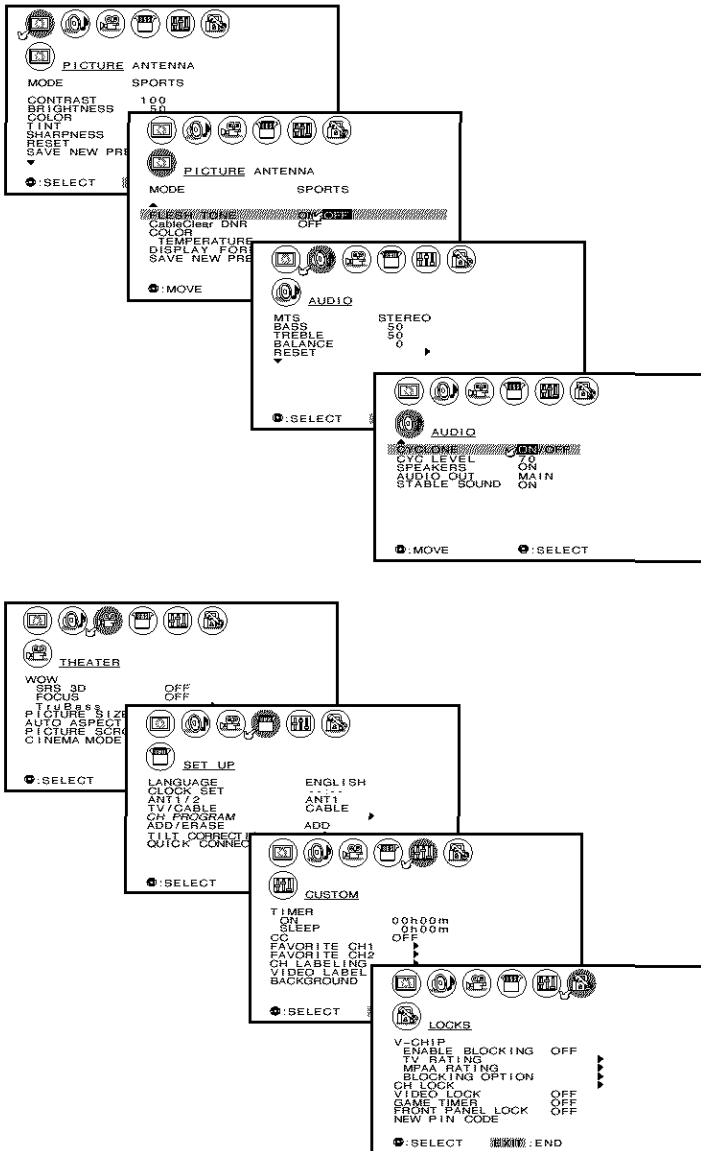 PICTURE ANTENNA
MODE SPORTS
CONTRAST 100
BRIGHTNESS 50
COLOR
TINT
SHARPNESS
RESET
SAVE NEW PRE
:SELECT
PICTURE ANTENNA
MODE SPORTS
FLESH TONE ON OFF
CableClear DNR OFF
COLOR
TEMPERATURE
DISPLAY FOR
SAVE NEW PRE
:MOVE
AUDIO
MTS STEREO
BASS 50
TREBLE 50
BALANCE 0
RESET
:SELECT
AUDIO
CYCLONE ON/OFF
CYC LEVEL 70
SPEAKERS ON
AUDIO OUT MAIN
STABLE SOUND ON
:MOVE :SELECT
THEATER
WOW
SRS 3D OFF
FOCUS OFF
TruBass
PICTURE SIZE
AUTO ASPECT
PICTURE SCRO
CINEMA MODE
:SELECT
SET UP
LANGUAGE ENGLISH
CLOCK SET --:--
ANT1/2 ANT1
TV/CABLE CABLE
CH PROGRAM
ADD/ERASE ADD
TILT CORRECTI
QUICK CONNEC
:SELECT
CUSTOM
TIMER
ON 00h00m
SLEEP 0h00m
CC OFF
FAVORITE CH1
FAVORITE CH2
CH LABELING
VIDEO LABEL
BACKGROUND
:SELECT
LOCKS
V-CHIP
ENABLE BLOCKING OFF
TV RATING
MPAA RATING
BLOCKING OPTION
CH LOCK
VIDEO LOCK OFF
GAME TIMER OFF
FRONT PANEL LOCK OFF
NEW PIN CODE
:SELECT :END